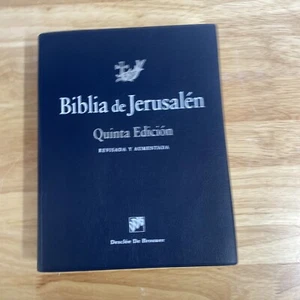 Biblia de Jerusalén
Quinta Edición
REVISADA Y AUMENTADA
Desclée De Brouwer